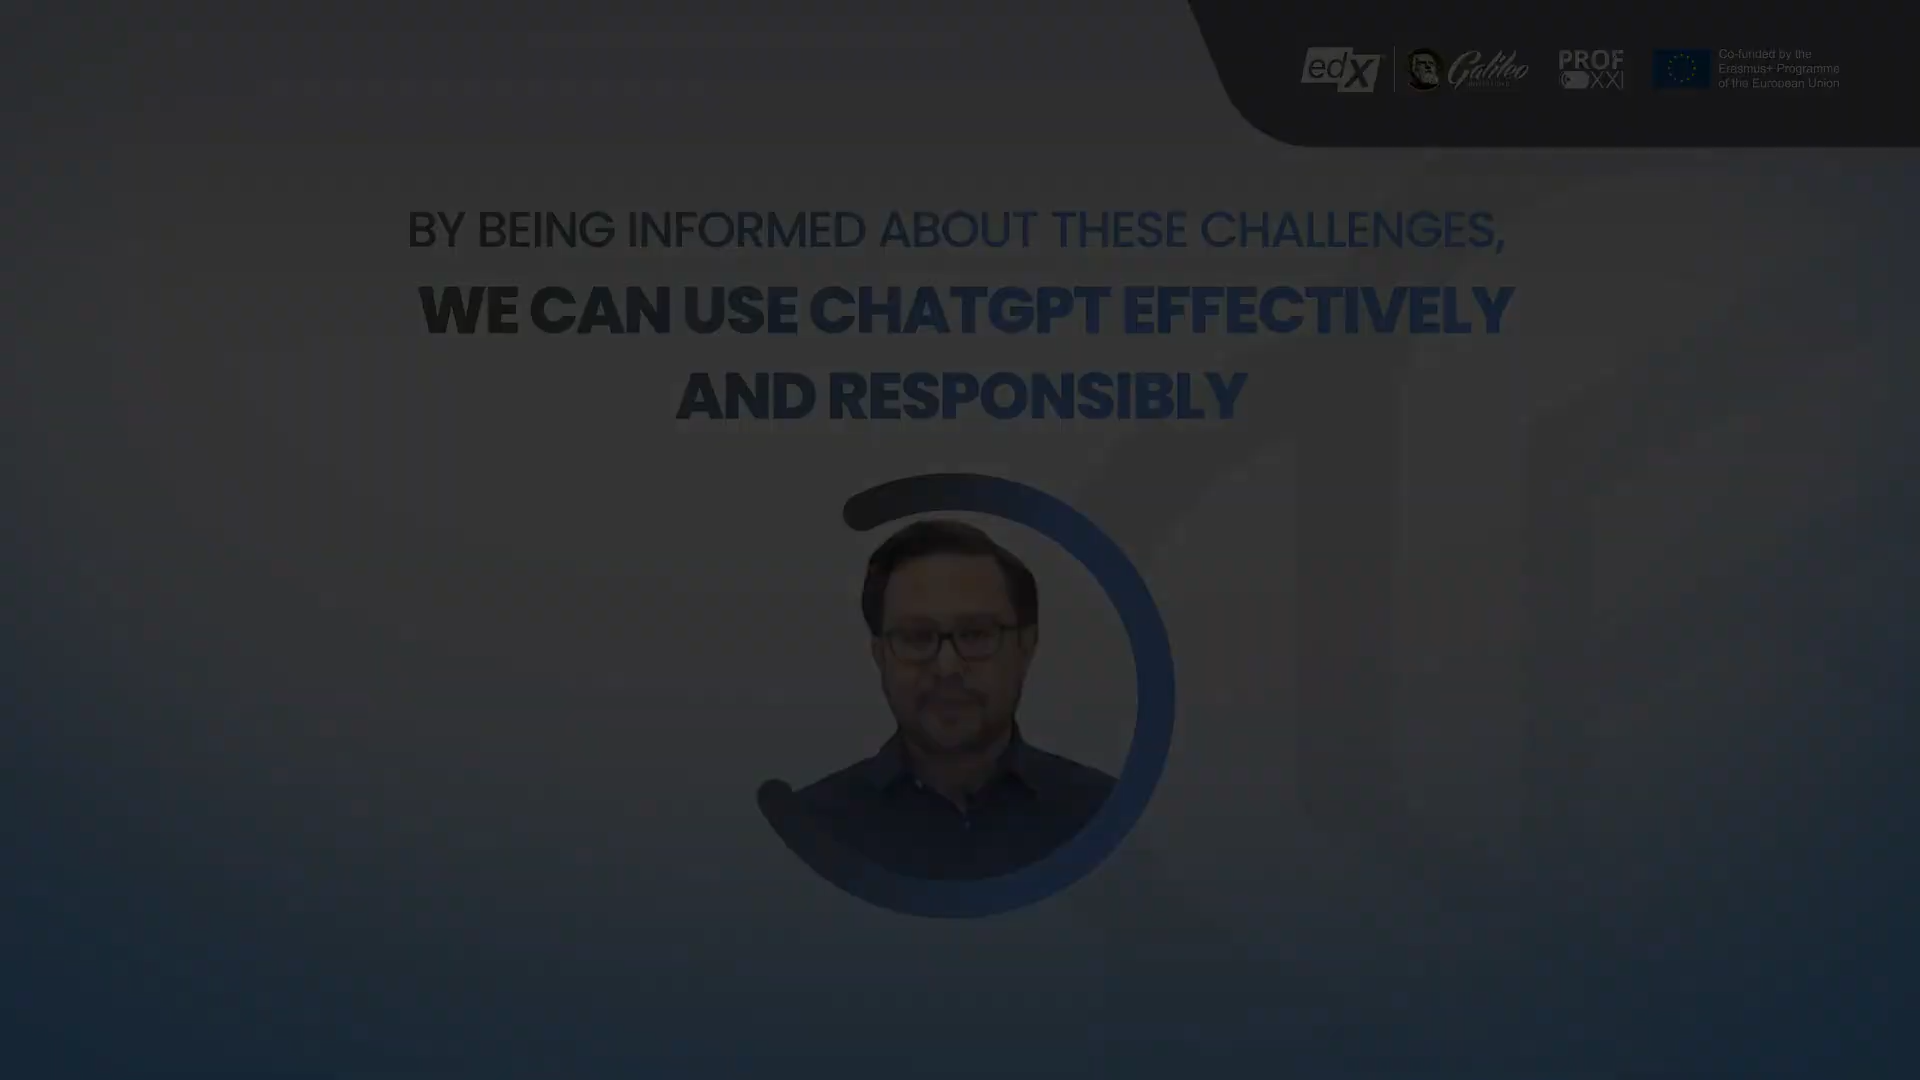 edX
Galileo
PROF
XXI
Co-funded by the
Erasmus+ Programme
of the European Union
BY BEING INFORMED ABOUT THESE CHALLENGES,
WE CAN USE CHATGPT EFFECTIVELY
AND RESPONSIBLY